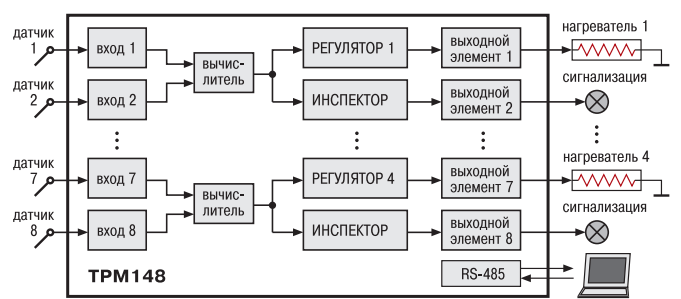 датчик
1
вход 1
вычис-
литель
РЕГУЛЯТОР 1
выходной
элемент 1
нагреватель 1
датчик
2
вход 2
ИНСПЕКТОР
выходной
элемент 2
сигнализация
датчик
7
вход 7
вычис-
литель
РЕГУЛЯТОР 4
выходной
элемент 7
нагреватель 4
датчик
8
вход 8
ИНСПЕКТОР
выходной
элемент 8
сигнализация
ТРМ148
RS-485